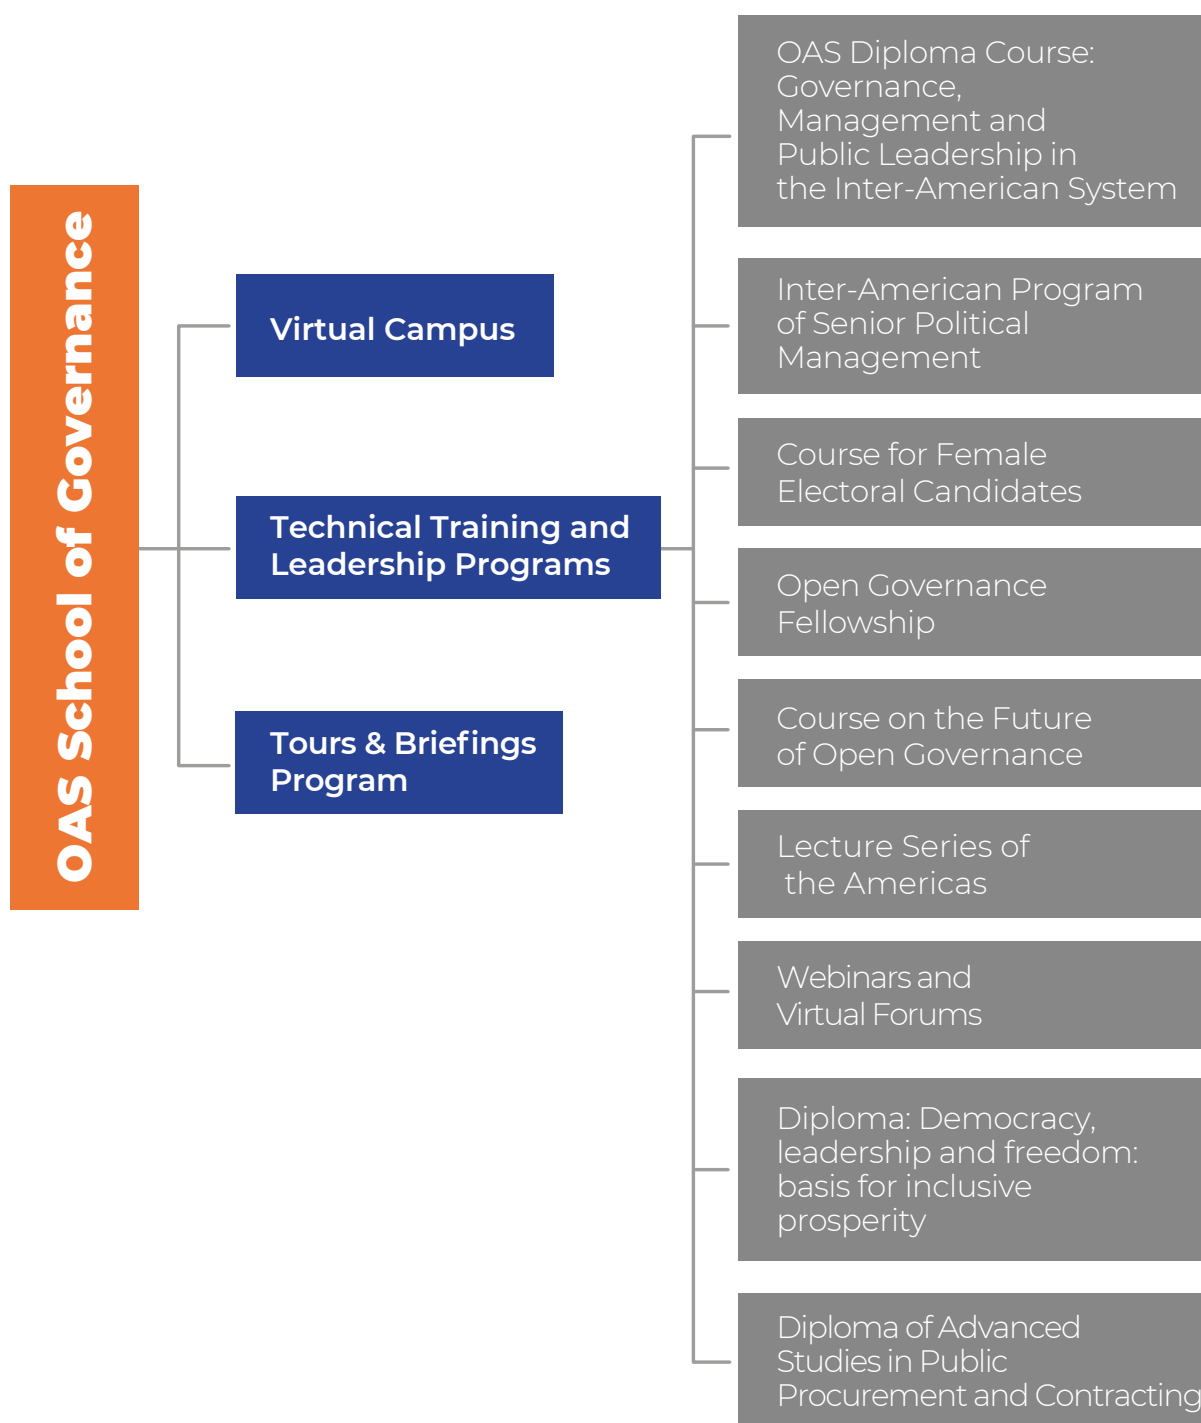 OAS School of Governance
Virtual Campus
Technical Training and
Leadership Programs
Tours & Briefings
Program
OAS Diploma Course:
Governance,
Management and
Public Leadership in
the Inter-American System
Inter-American Program
of Senior Political
Management
Course for Female
Electoral Candidates
Open Governance
Fellowship
Course on the Future
of Open Governance
Lecture Series of
the Americas
Webinars and
Virtual Forums
Diploma: Democracy,
leadership and freedom:
basis for inclusive
prosperity
Diploma of Advanced
Studies in Public
Procurement and Contracting